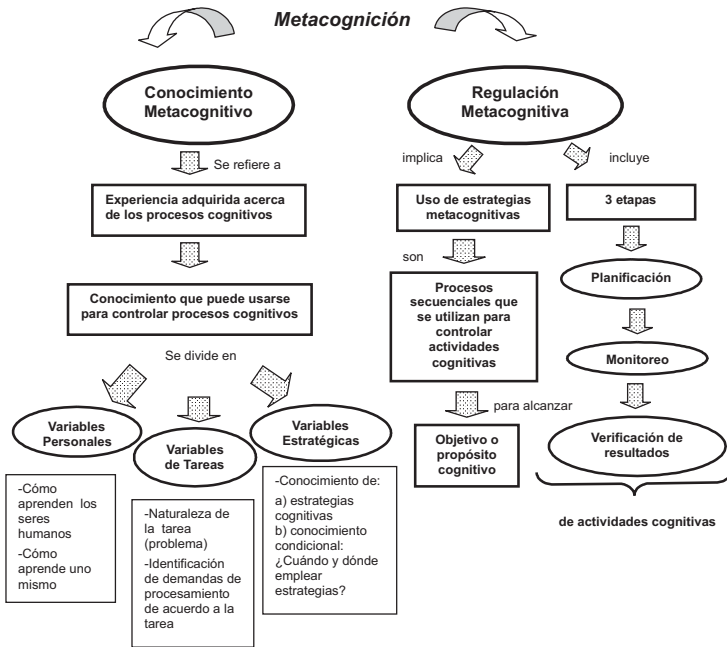 Metacognición
Conocimiento
Metacognitivo
Se refiere a
Experiencia adquirida acerca
de los procesos cognitivos
Conocimiento que puede usarse
para controlar procesos cognitivos
Se divide en
Variables
Personales
-Cómo
aprenden los
seres
humanos
-Cómo
aprende uno
mismo
Variables
de Tareas
-Naturaleza de
la tarea
(problema)
-Identificación
de demandas de
procesamiento
de acuerdo a la
tarea
Variables
Estratégicas
-Conocimiento de:
a) estrategias
cognitivas
b) conocimiento
condicional:
¿Cuándo y dónde
emplear
estrategias?
Regulación
Metacognitiva
implica
Uso de estrategias
metacognitivas
son
Procesos
secuenciales que
se utilizan para
controlar
actividades
cognitivas
para alcanzar
Objetivo o
propósito
cognitivo
incluye
3 etapas
Planificación
Monitoreo
Verificación de
resultados
de actividades cognitivas